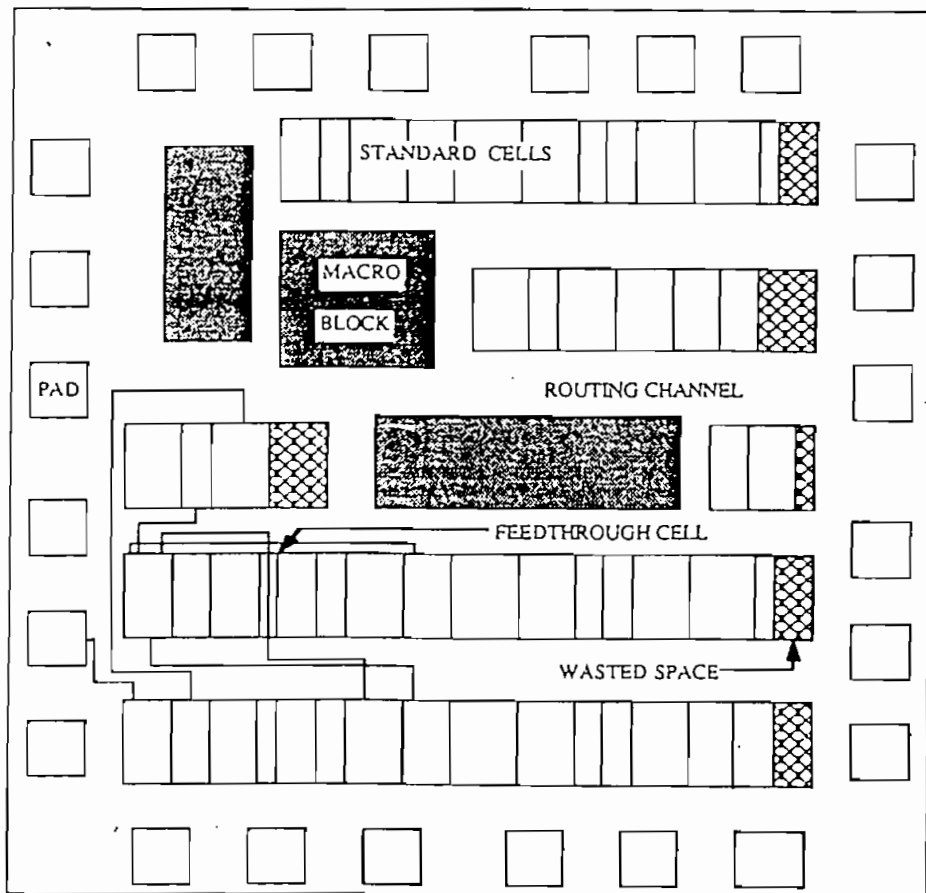 STANDARD CELLS
MACRO
BLOCK
PAD
ROUTING CHANNEL
FEEDTHROUGH CELL
WASTED SPACE